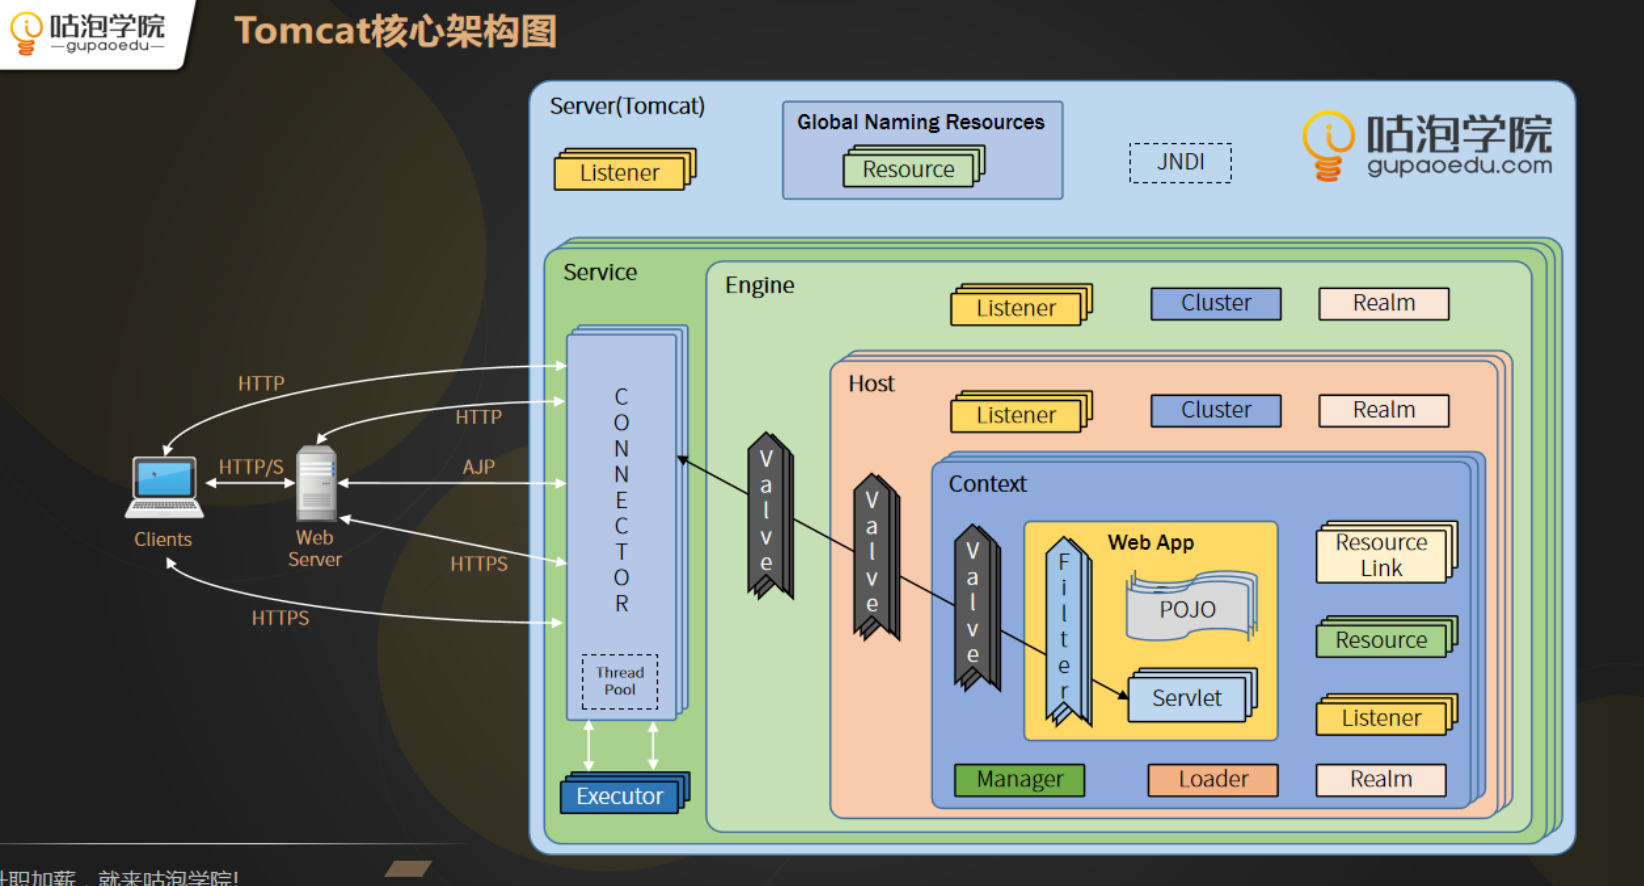 咕泡学院
gupaoedu
Tomcat核心架构图
Server(Tomcat)
Listener
Global Naming Resources
Resource
JNDI
咕泡学院
gupaoedu.com
Service
Engine
Listener
Cluster
Realm
Host
Listener
Cluster
Realm
Context
HTTP
HTTP
HTTP/S
AJP
HTTPS
HTTPS
Clients
Web
Server
CONNECTOR
Thread
Pool
Executor
Valve
Valve
Valve
Filter
Web App
POJO
Servlet
Resource
Link
Resource
Listener
Manager
Loader
Realm
职加薪，就来咕泡学院!